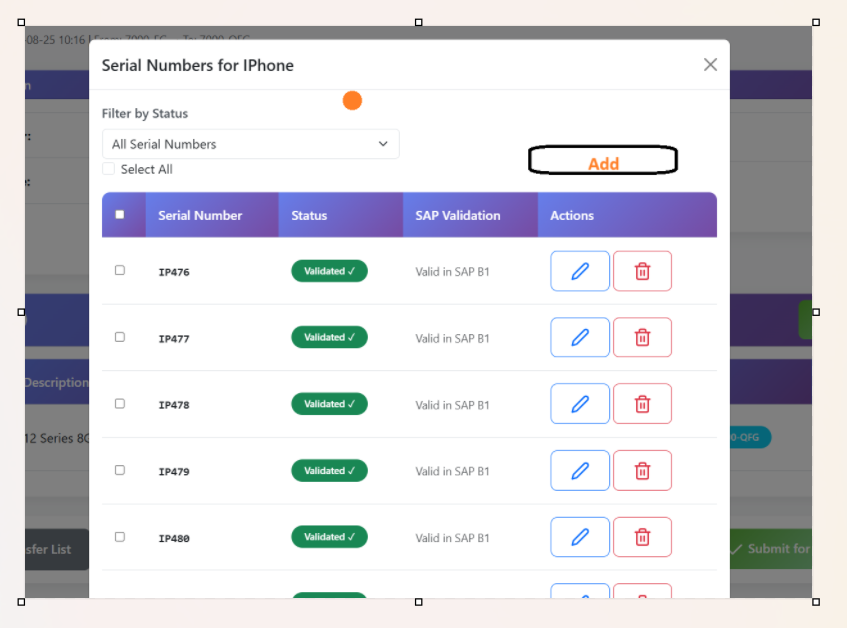 -08-25 10:16 | From: 7000-FG To: 7000-QFG
Serial Numbers for IPhone
Filter by Status
All Serial Numbers
Select All
Add
Serial Number Status SAP Validation Actions
IP476 Validated ✓ Valid in SAP B1
IP477 Validated ✓ Valid in SAP B1
Description
IP478 Validated ✓ Valid in SAP B1
12 Series 8G
0-QFG
IP479 Validated ✓ Valid in SAP B1
IP480 Validated ✓ Valid in SAP B1
sfer List
✓ Submit for